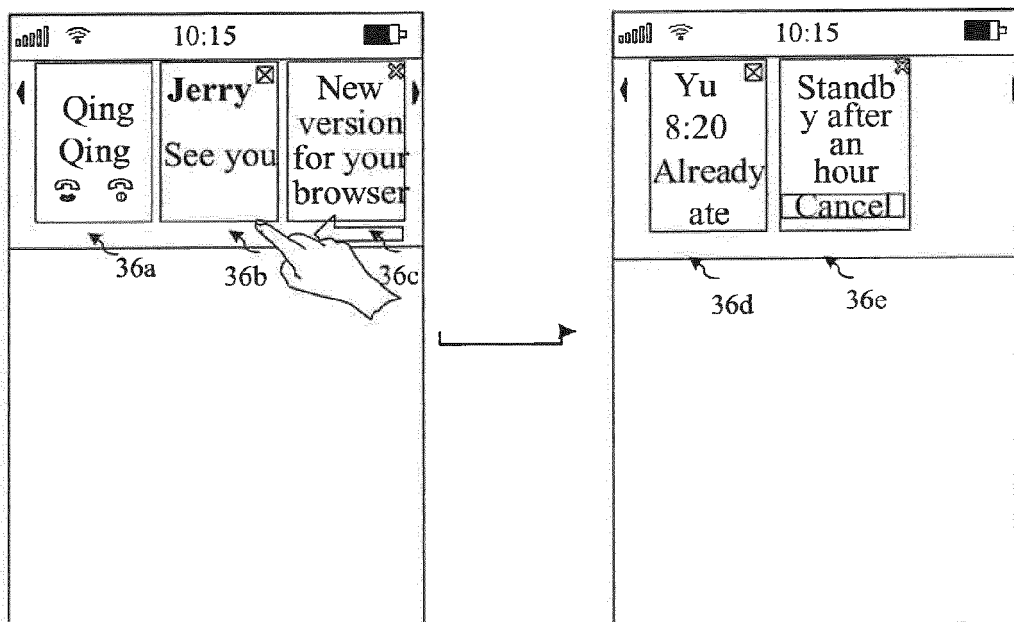 10:15
Qing
Qing
Jerry
See you
New
version
for your
browser
36a
36b
36c
10:15
Yu
8:20
Already
ate
Standb
y after
an
hour
Cancel
36d
36e